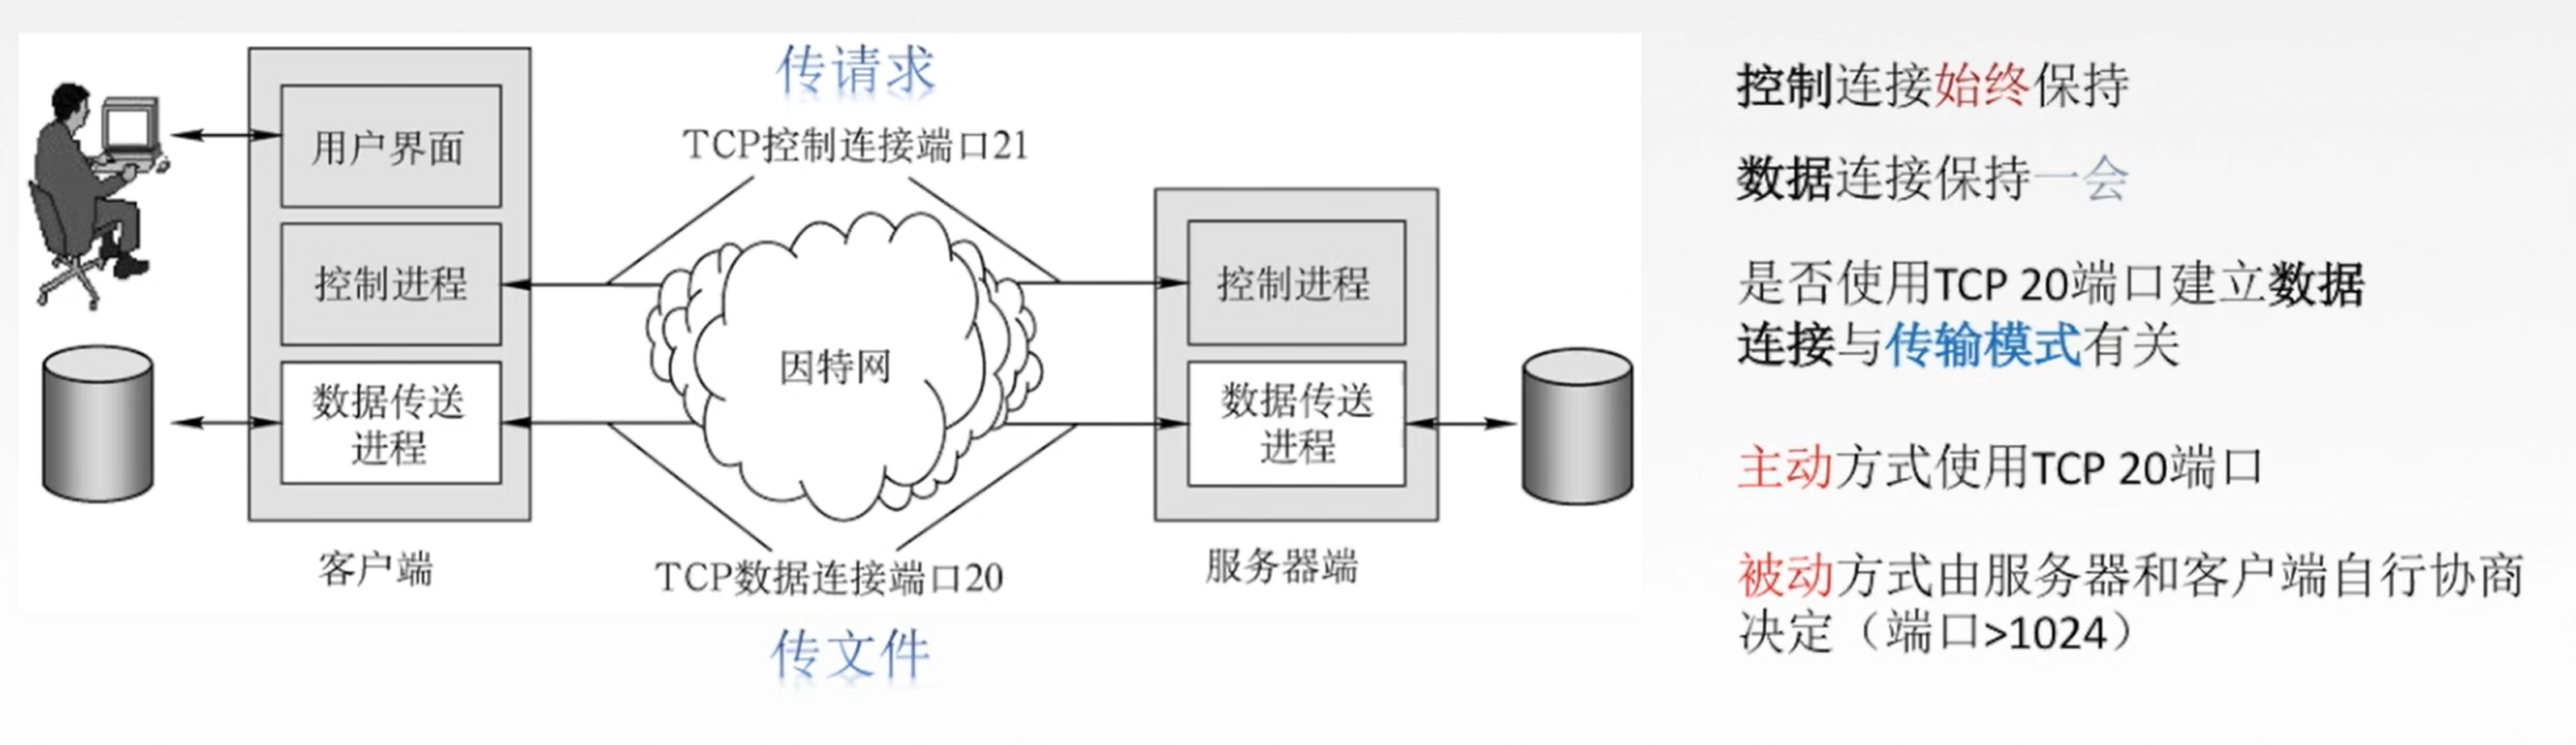 传请求
TCP控制连接端口21
用户界面
控制进程
数据传送
进程
客户端
因特网
控制进程
数据传送
进程
服务器端
TCP数据连接端口20
传文件
控制连接始终保持
数据连接保持一会
是否使用TCP 20端口建立数据
连接与传输模式有关
主动方式使用TCP 20端口
被动方式由服务器和客户端自行协商
决定（端口>1024）